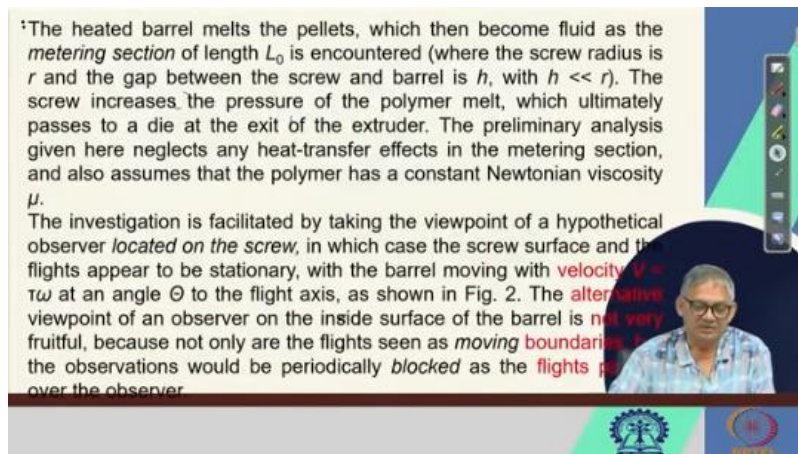 The heated barrel melts the pellets, which then become fluid as the
metering section of length L₀ is encountered (where the screw radius is
r and the gap between the screw and barrel is h, with h << r). The
screw increases the pressure of the polymer melt, which ultimately
passes to a die at the exit of the extruder. The preliminary analysis
given here neglects any heat-transfer effects in the metering section,
and also assumes that the polymer has a constant Newtonian viscosity
μ.
The investigation is facilitated by taking the viewpoint of a hypothetical
observer located on the screw, in which case the screw surface and the
flights appear to be stationary, with the barrel moving with velocity V =
τω at an angle Θ to the flight axis, as shown in Fig. 2. The alternative
viewpoint of an observer on the inside surface of the barrel is not very
fruitful, because not only are the flights seen as moving boundaries,
the observations would be periodically blocked as the flights
over the observer.